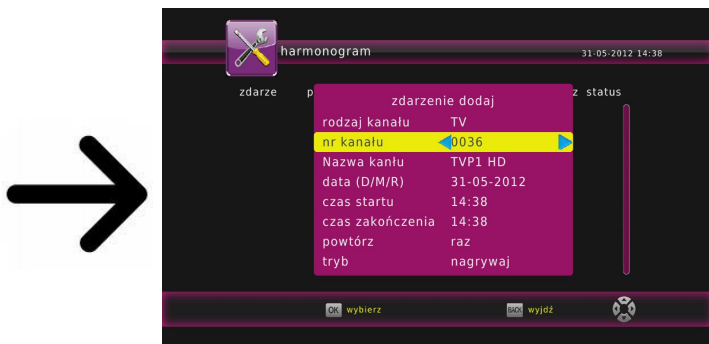 harmonogram 31-05-2012 14:38
zdarze p z status
zdarzenie dodaj
rodzaj kanału TV
nr kanału 0036
Nazwa kanłu TVP1 HD
data (D/M/R) 31-05-2012
czas startu 14:38
czas zakończenia 14:38
powtórz raz
tryb nagrywaj
OK wybierz BACK wyjdź